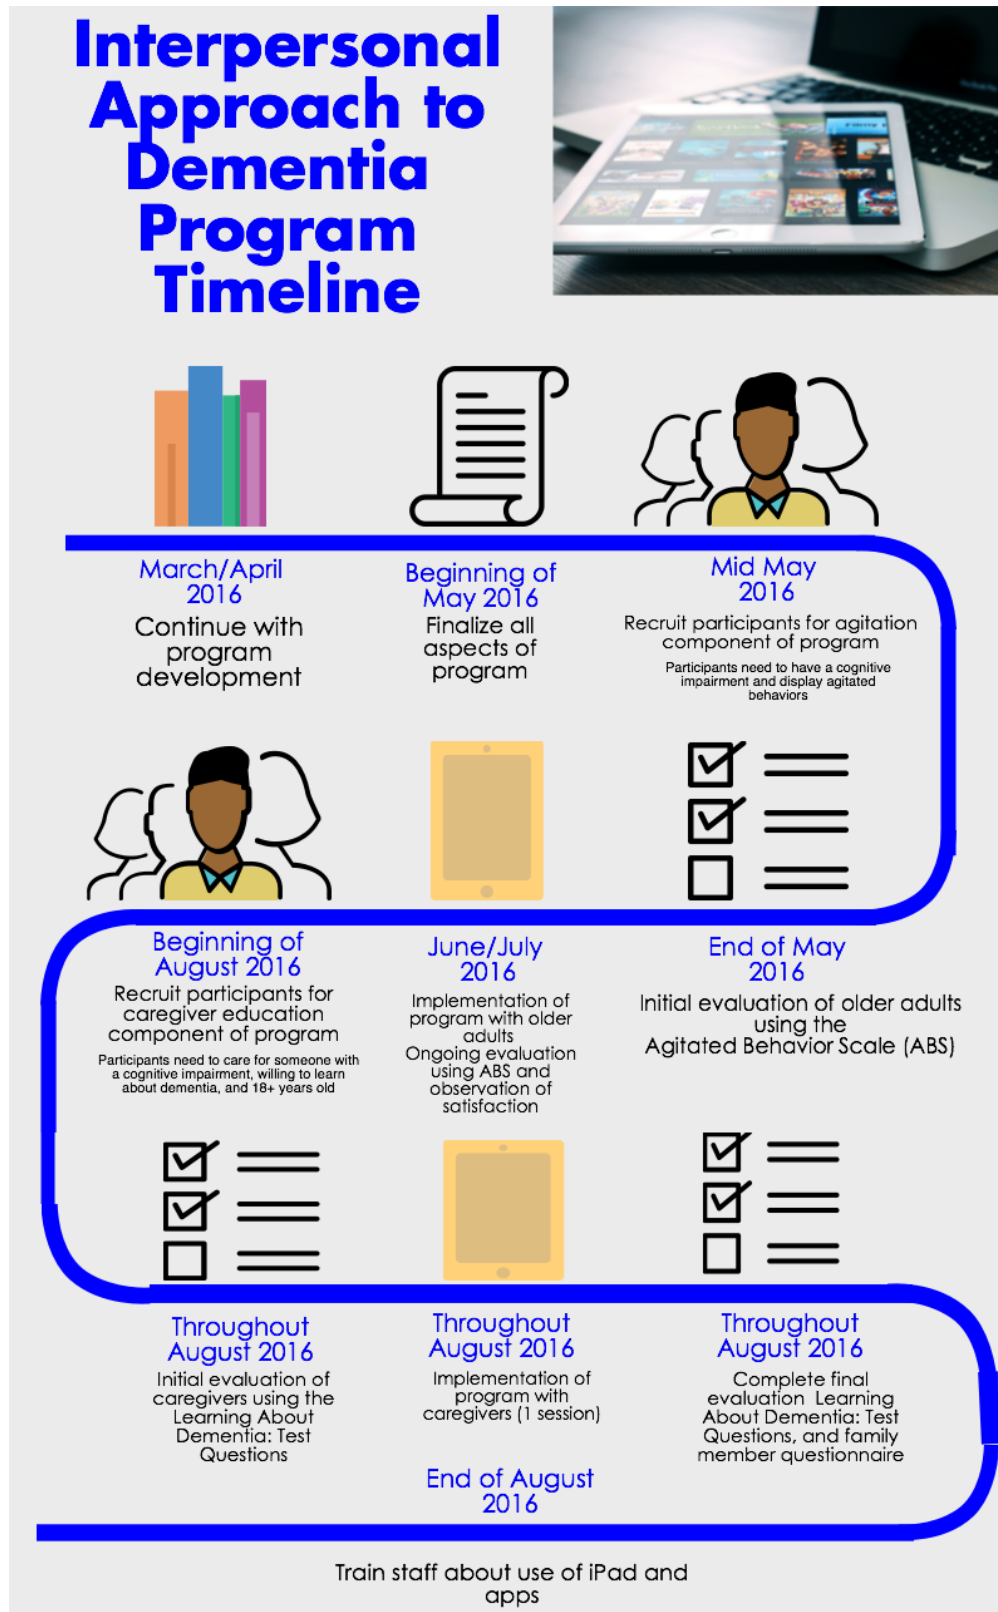 Interpersonal
Approach to
Dementia
Program
Timeline
March/April
2016
Continue with
program
development
Beginning of
May 2016
Finalize all
aspects of
program
Mid May
2016
Recruit participants for agitation
component of program
Participants need to have a cognitive
impairment and display agitated
behaviors
Beginning of
August 2016
Recruit participants for
caregiver education
component of program
Participants need to care for someone with
a cognitive impairment, willing to learn
about dementia, and 18+ years old
June/July
2016
Implementation of
program with older
adults
Ongoing evaluation
using ABS and
observation of
satisfaction
End of May
2016
Initial evaluation of older adults
using the
Agitated Behavior Scale (ABS)
Throughout
August 2016
Initial evaluation of
caregivers using the
Learning About
Dementia: Test
Questions
Throughout
August 2016
Implementation of
program with
caregivers (1 session)
Throughout
August 2016
Complete final
evaluation Learning
About Dementia: Test
Questions, and family
member questionnaire
End of August
2016
Train staff about use of iPad and
apps